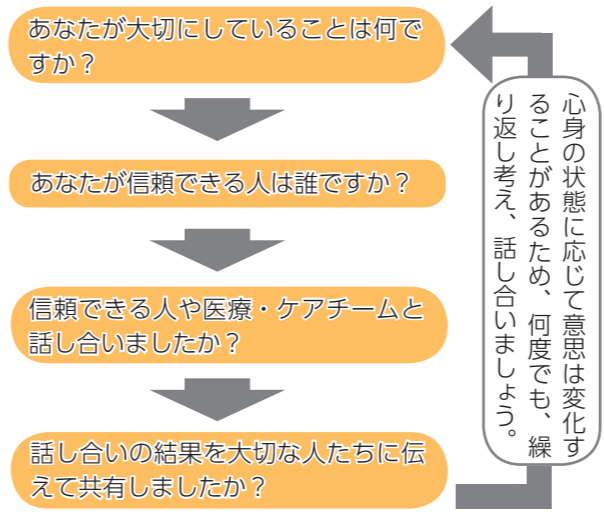 あなたが大切にしていることは何で
すか？
あなたが信頼できる人は誰ですか？
信頼できる人や医療・ケアチームと
話し合いましたか？
話し合いの結果を大切な人たちに伝
えて共有しましたか？
心身の状態に応じて意思は変化す
ることがあるため、何度でも、繰
り返し考え、話し合いましょう。